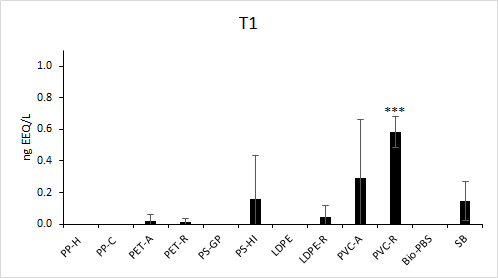 T1
ng EEQ/L
1.0
0.8
0.6
0.4
0.2
0.0
***
PP-H
PP-C
PET-A
PET-R
PS-GP
PS-HI
LDPE
LDPE-R
PVC-A
PVC-R
Bio-PBS
SB